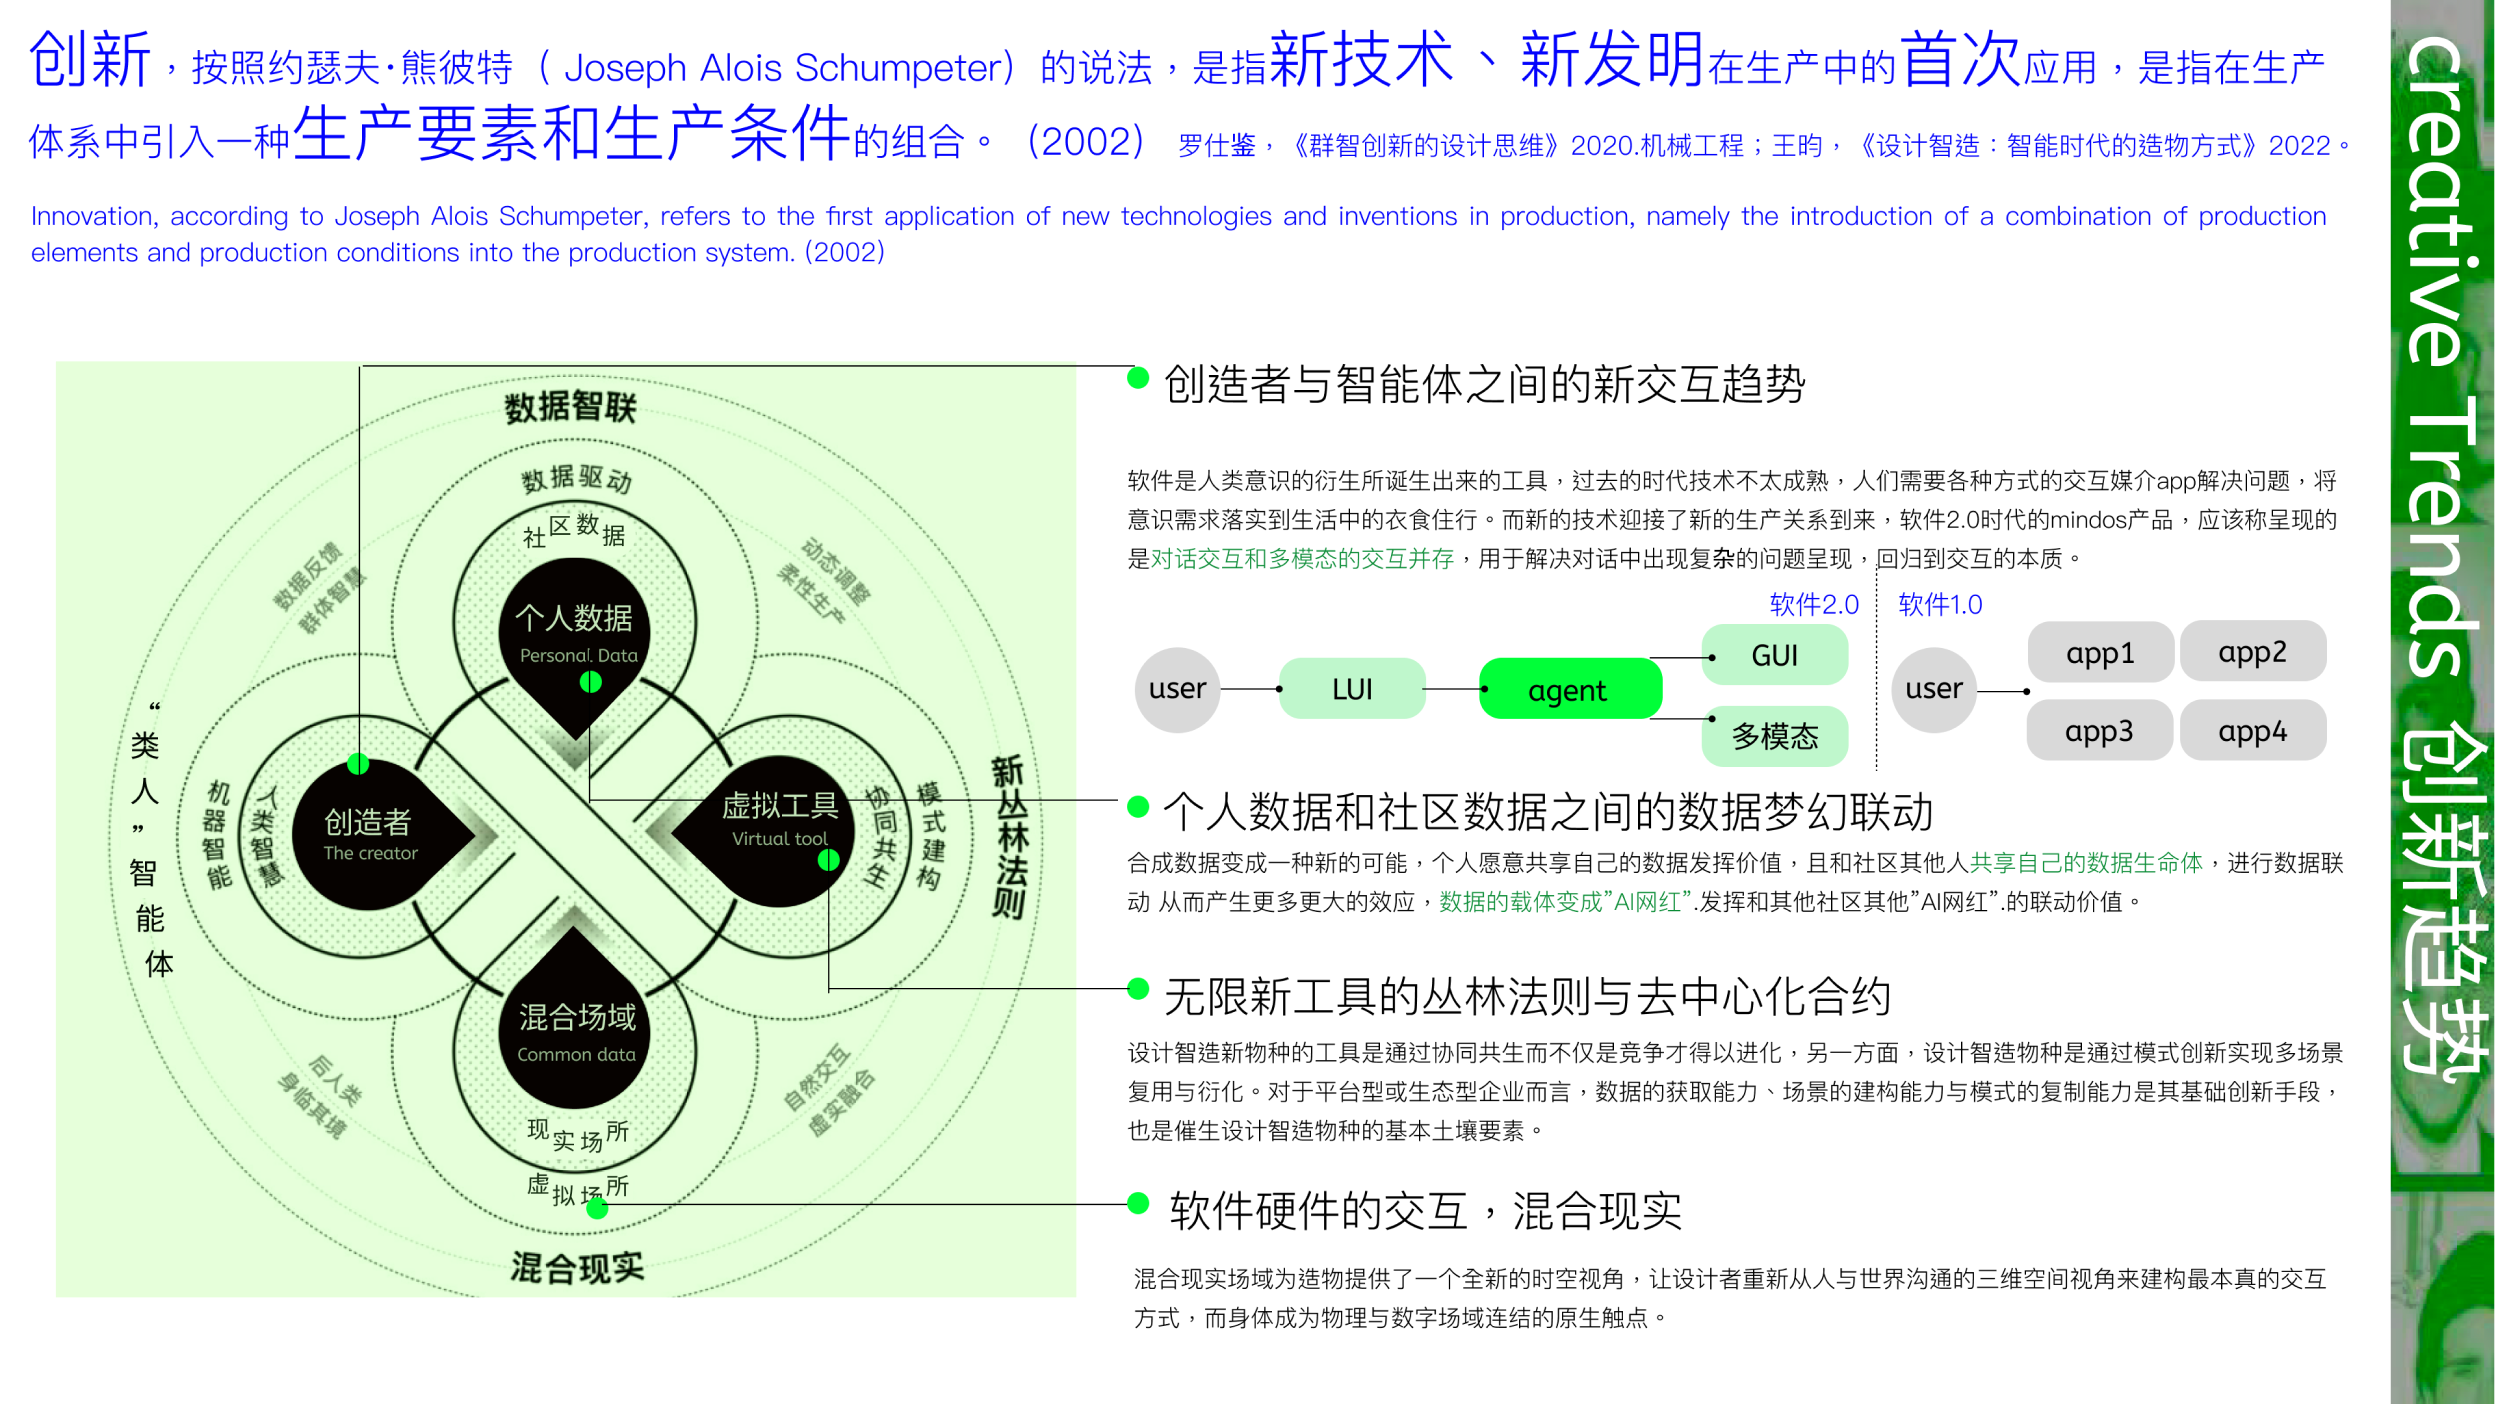 创新，按照约瑟夫·熊彼特（ Joseph Alois Schumpeter）的说法，是指新技术、新发明在生产中的首次应用，是指在生产
体系中引入一种生产要素和生产条件的组合。（2002） 罗仕鉴，《群智创新的设计思维》2020.机械工程；王昀，《设计智造：智能时代的造物方式》2022。
Innovation, according to Joseph Alois Schumpeter, refers to the first application of new technologies and inventions in production, namely the introduction of a combination of production
elements and production conditions into the production system. (2002)
creative Trends 创新趋势
数据智联
数据驱动
社区数据
个人数据
Personal Data
数据反馈
群体智慧
动态调整
柔性生产
“类人”智能体
机器智能
人类智慧
创造者
The creator
虚拟工具
Virtual tool
协同共生
模式建构
新丛林法则
混合场域
Common data
现实场所
虚拟场所
后人类
身临其境
自然交互
虚实融合
混合现实
创造者与智能体之间的新交互趋势
软件是人类意识的衍生所诞生出来的工具，过去的时代技术不太成熟，人们需要各种方式的交互媒介app解决问题，将
意识需求落实到生活中的衣食住行。而新的技术迎接了新的生产关系到来，软件2.0时代的mindos产品，应该称呈现的
是对话交互和多模态的交互并存，用于解决对话中出现复杂的问题呈现，回归到交互的本质。
软件2.0
软件1.0
user
LUI
agent
GUI
多模态
user
app1
app2
app3
app4
个人数据和社区数据之间的数据梦幻联动
合成数据变成一种新的可能，个人愿意共享自己的数据发挥价值，且和社区其他人共享自己的数据生命体，进行数据联
动 从而产生更多更大的效应，数据的载体变成”AI网红”.发挥和其他社区其他”AI网红”.的联动价值。
无限新工具的丛林法则与去中心化合约
设计智造新物种的工具是通过协同共生而不仅是竞争才得以进化，另一方面，设计智造物种是通过模式创新实现多场景
复用与衍化。对于平台型或生态型企业而言，数据的获取能力、场景的建构能力与模式的复制能力是其基础创新手段，
也是催生设计智造物种的基本土壤要素。
软件硬件的交互，混合现实
混合现实场域为造物提供了一个全新的时空视角，让设计者重新从人与世界沟通的三维空间视角来建构最本真的交互
方式，而身体成为物理与数字场域连结的原生触点。